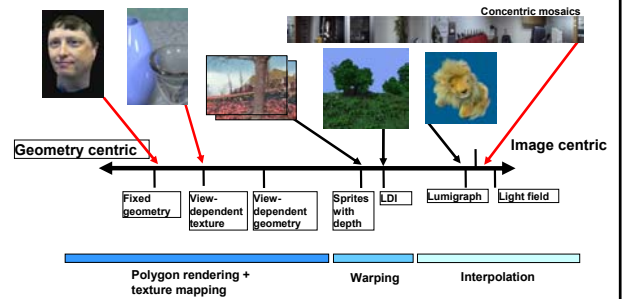 Concentric mosaics
Geometry centric
Image centric
Fixed
geometry
View-
dependent
texture
View-
dependent
geometry
Sprites
with
depth
LDI
Lumigraph
Light field
Polygon rendering +
texture mapping
Warping
Interpolation